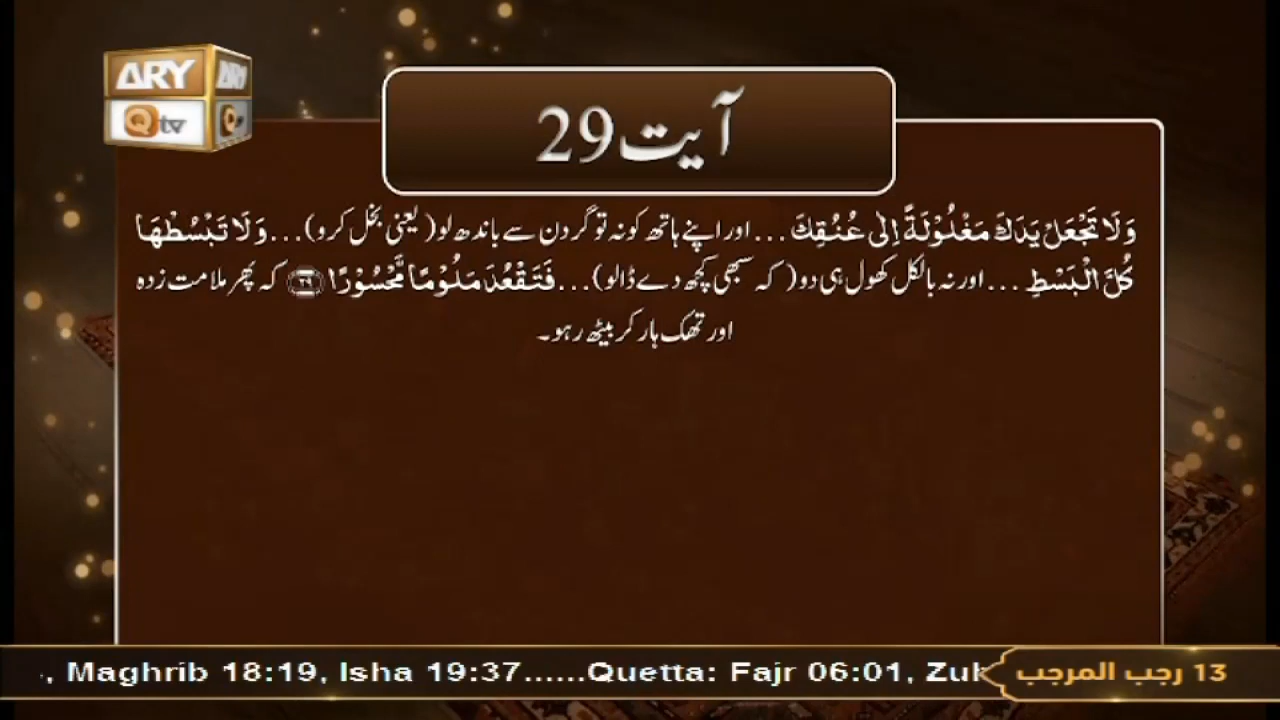 ARY ARY
Qtv Q
آیت 29
وَلَا تَجْعَلْ یَدَكَ مَغْلُوْلَةً اِلٰی عُنُقِكَ... اور اپنے ہاتھ کو نہ تو گردن سے باندھ لو (یعنی بخل کرو)... وَلَا تَبْسُطْهَا
كُلَّ الْبَسْطِ... اور نہ بالکل کھول ہی دو (کہ سبھی کچھ دے ڈالو)... فَتَقْعُدَ مَلُوْمًا مَّحْسُوْرًا ۟﴿۲۹﴾ کہ پھر ملامت زدہ
اور تھک ہار کر بیٹھ رہو۔
., Maghrib 18:19, Isha 19:37......Quetta: Fajr 06:01, Zuh
13 رجب المرجب